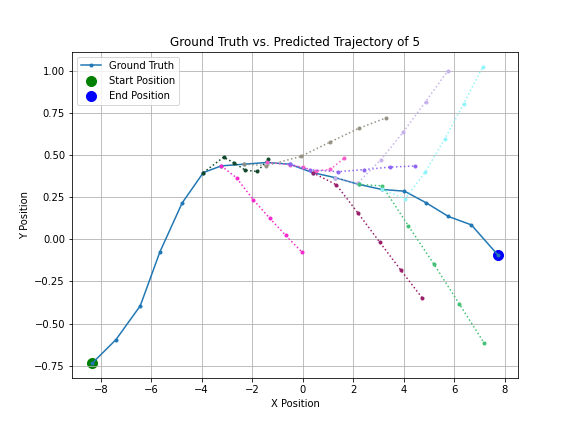 Ground Truth vs. Predicted Trajectory of 5
Ground Truth
Start Position
End Position
1.00
0.75
0.50
0.25
0.00
−0.25
−0.50
−0.75
Y Position
−8
−6
−4
−2
0
2
4
6
8
X Position